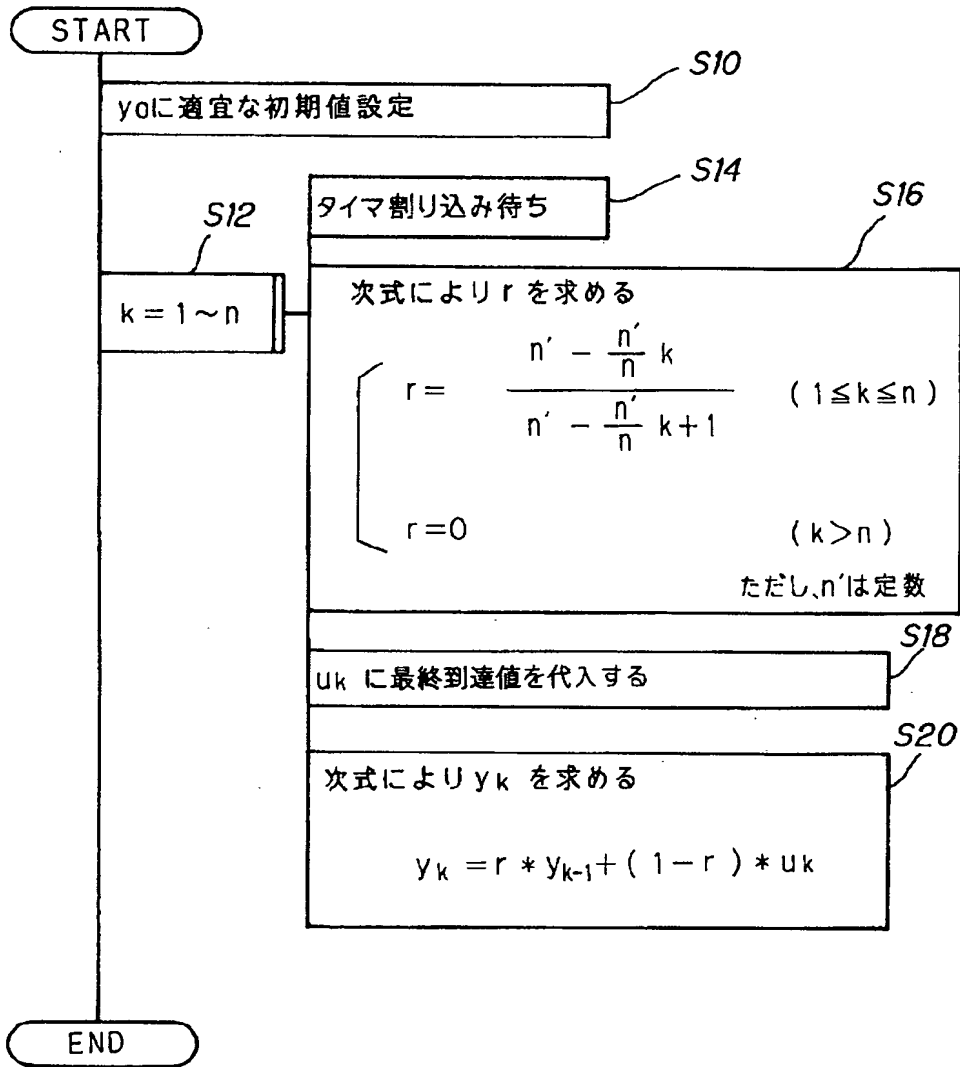 START
S10
y0に適宜な初期値設定
S14
タイマ割り込み待ち
S12
k = 1 ~ n
S16
次式により r を求める
r = (n′ - n′/n k) / (n′ - n′/n k+1) (1≦k≦n)
r=0 (k>n)
ただし、n′は定数
S18
uk に最終到達値を代入する
S20
次式により yk を求める
yk = r * yk-1 + ( 1 - r ) * uk
END